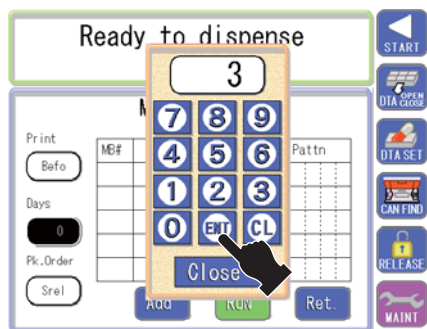 Ready to dispense
START
3
DTA OPEN CLOSE
7 8 9
Print
MB#
Pattn
4 5 6
DTA SET
Befo
1 2 3
CAN FIND
Days
0
0 ENT CL
RELEASE
Pk.Order
Close
Srel
Add
RUN
Ret.
MAINT